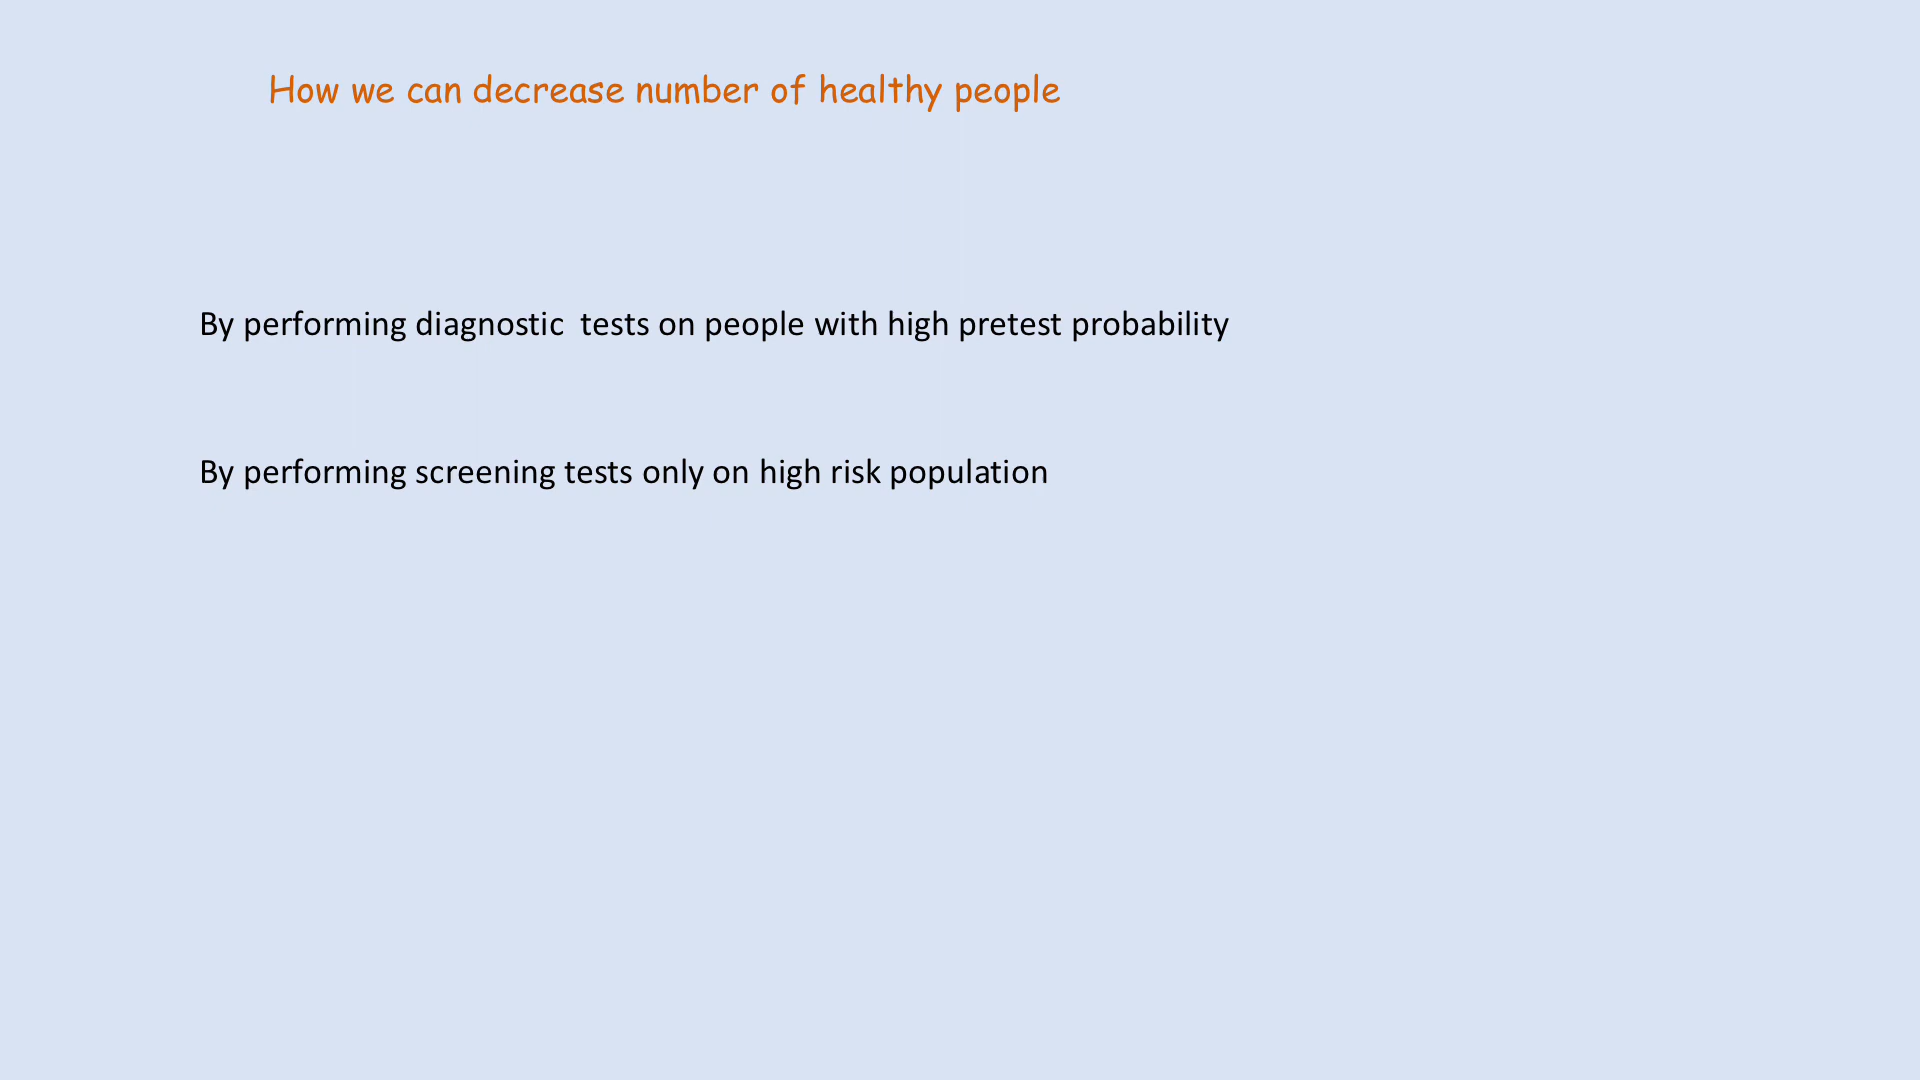 How we can decrease number of healthy people
By performing diagnostic  tests on people with high pretest probability
By performing screening tests only on high risk population